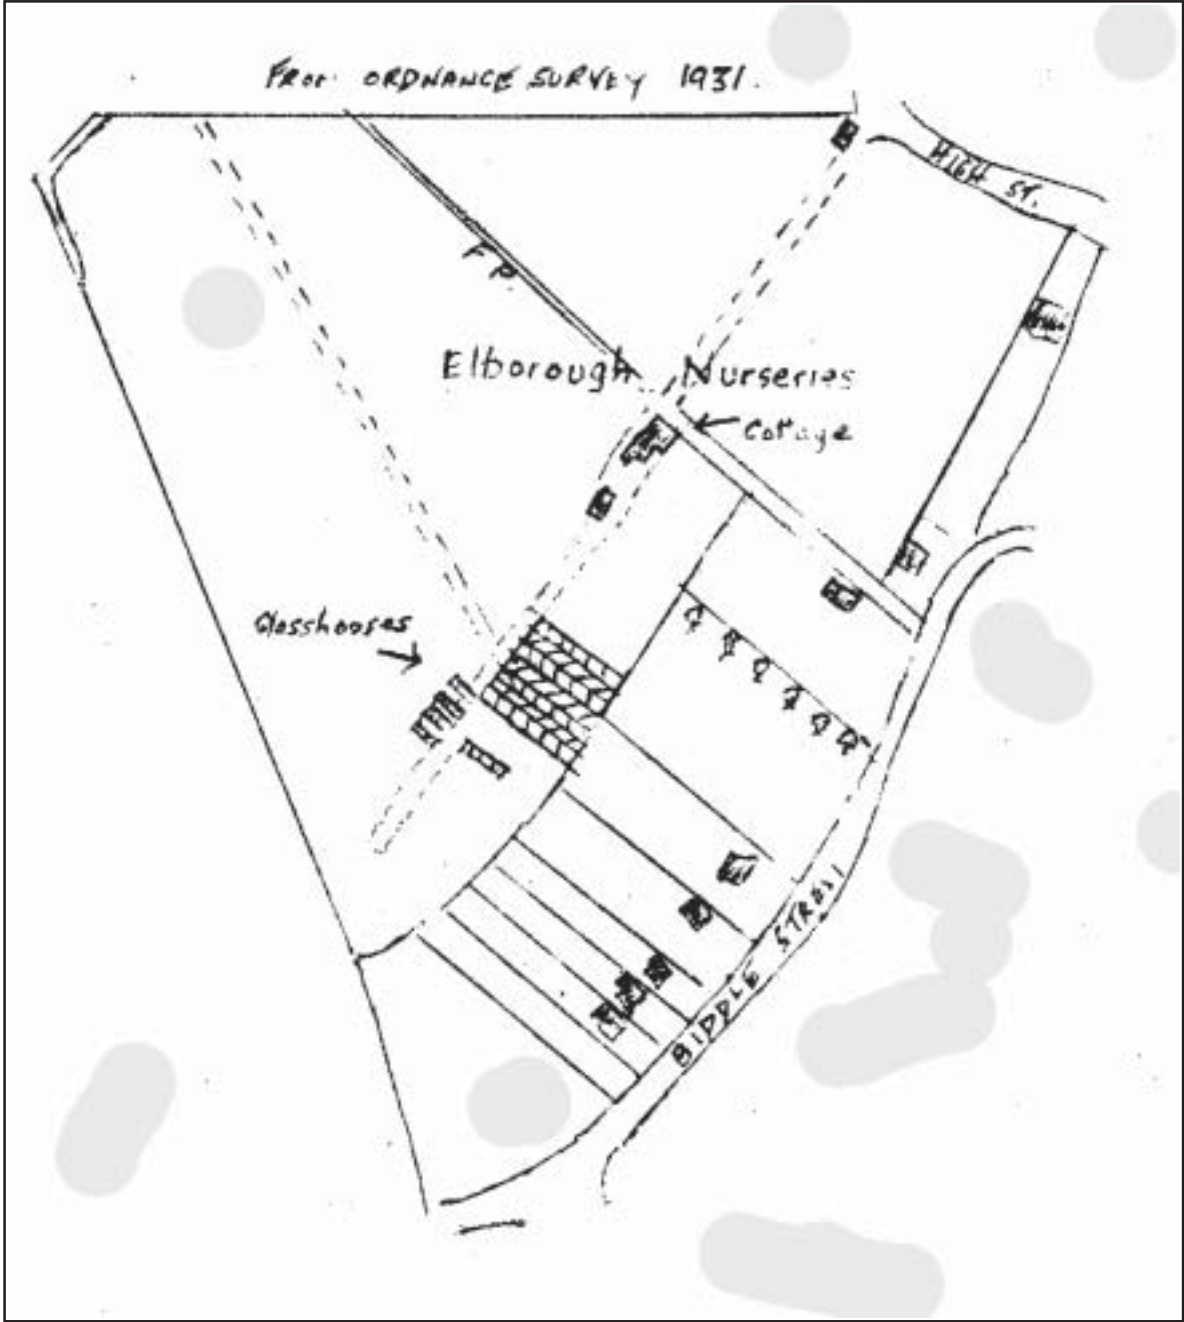 From ORDNANCE SURVEY 1931.
HIGH ST.
F P.
Elborough Nurseries
Cottage
Glasshouses
BIDDLE STREET